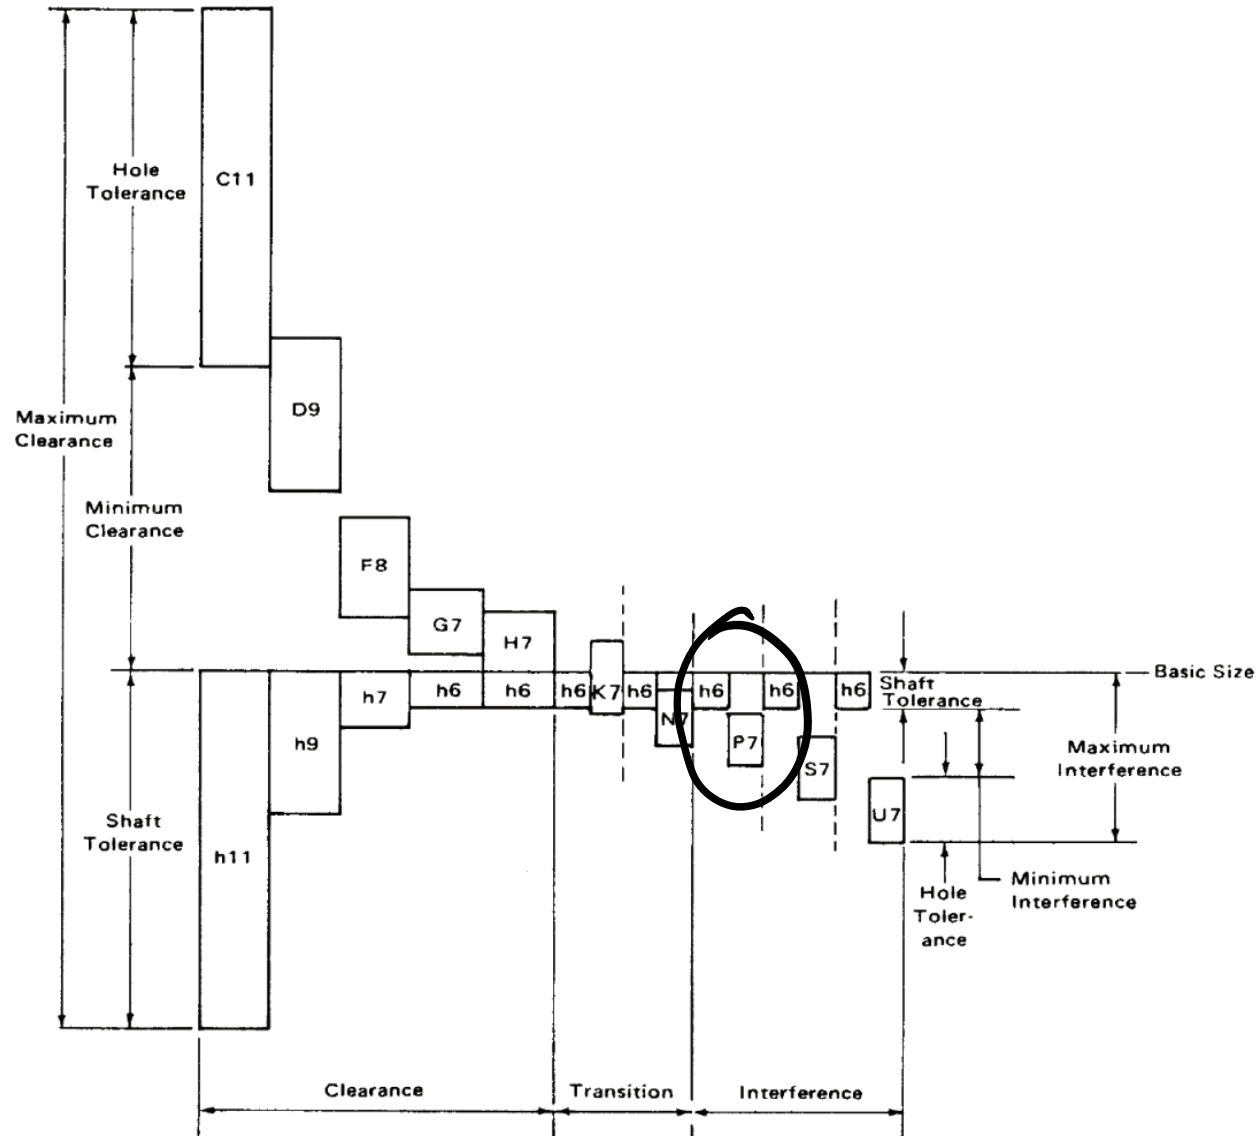 Hole
Tolerance
C11
D9
Maximum
Clearance
Minimum
Clearance
F8
G7
H7
K7
h7
h6
h6
h6
h6
N7
h6
h6
h6
P7
S7
U7
h9
h11
Basic Size
Shaft
Tolerance
Maximum
Interference
Shaft
Tolerance
Hole
Toler-
ance
Minimum
Interference
Clearance
Transition
Interference